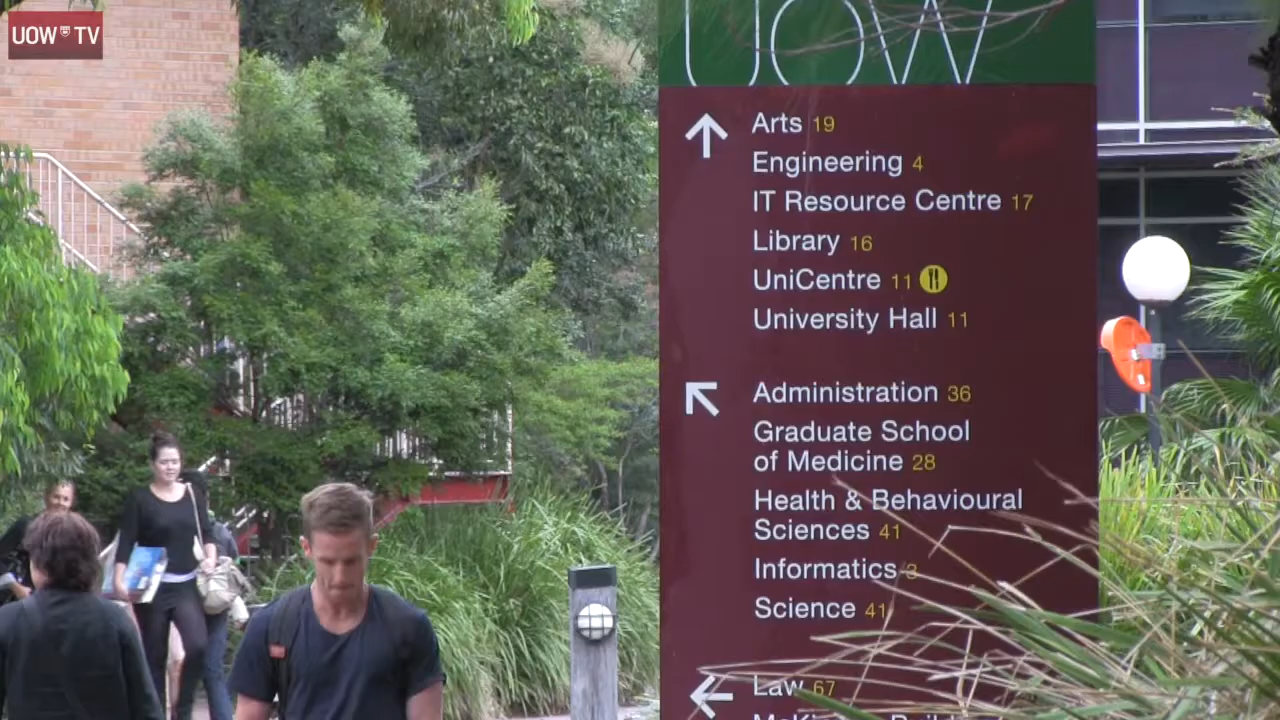 UOW TV
UOW
Arts 19
Engineering 4
IT Resource Centre 17
Library 16
UniCentre 11
University Hall 11
Administration 36
Graduate School
of Medicine 28
Health & Behavioural
Sciences 41
Informatics 3
Science 41
Law 67